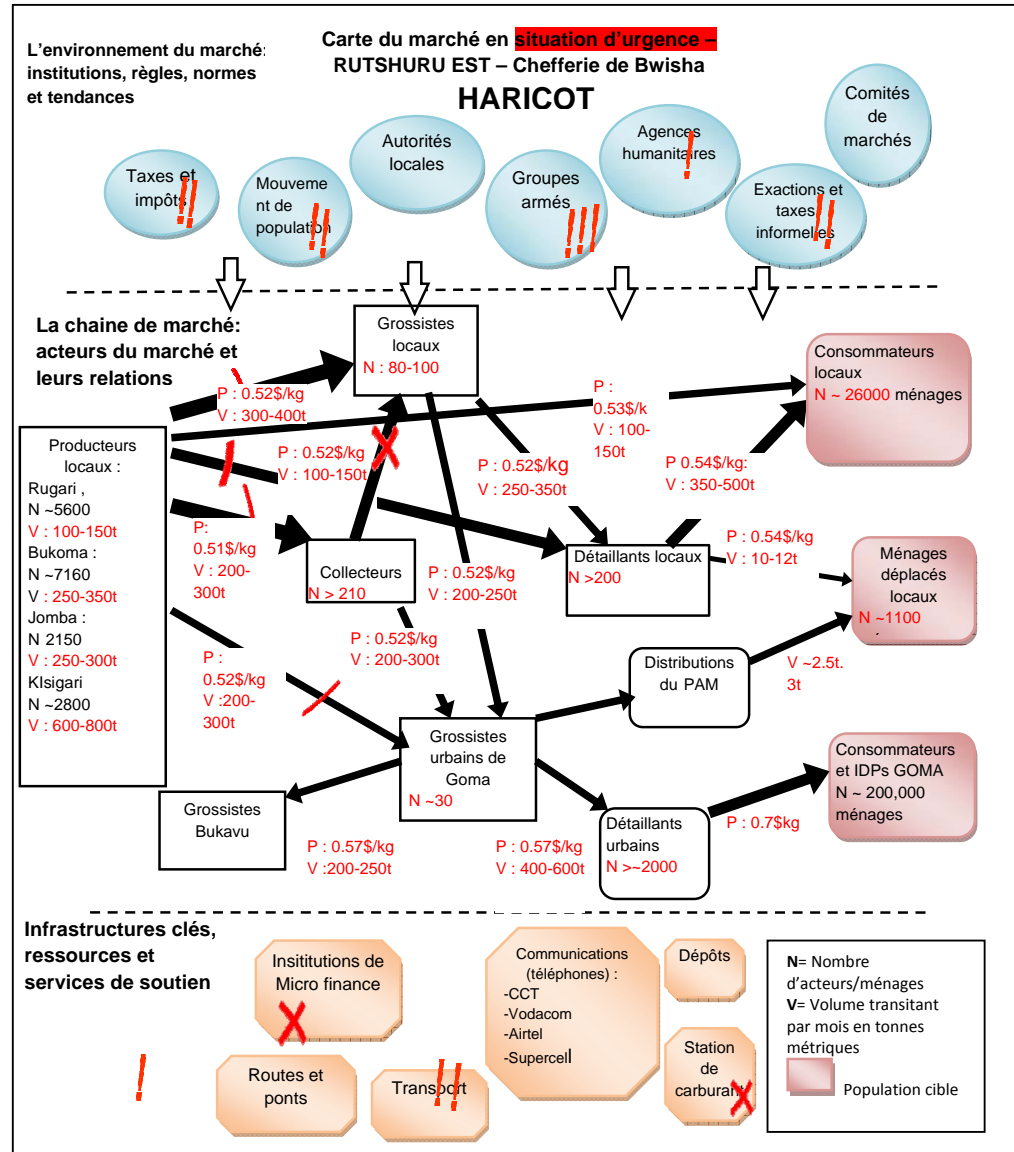 L'environnement du marché:
institutions, règles, normes
et tendances
Carte du marché en situation d'urgence –
RUTSHURU EST – Chefferie de Bwisha
HARICOT
Taxes et
impôts
!!
Mouveme
nt de
population
!!
Autorités
locales
Groupes
armés
!!!
Agences
humanitaires
!
Exactions et
taxes
informelles
!!
Comités
de
marchés
La chaine de marché:
acteurs du marché et
leurs relations
Grossistes
locaux
N : 80-100
Consommateurs
locaux
N ~ 26000 ménages
P : 0.52$/kg
V : 300-400t
P :
0.53$/k
V : 100-
150t
P : 0.52$/kg
V : 100-150t
P : 0.52$/kg
V : 250-350t
P 0.54$/kg:
V : 350-500t
Producteurs
locaux :
Rugari ,
N ~5600
V : 100-150t
Bukoma :
N ~7160
V : 250-350t
Jomba :
N 2150
V : 250-300t
KIsigari
N ~2800
V : 600-800t
P:
0.51$/kg
V : 200-
300t
Collecteurs
N > 210
P : 0.52$/kg
V : 200-250t
Détaillants locaux
N >200
P : 0.54$/kg
V : 10-12t
Ménages
déplacés
locaux
N ~1100
P : 0.52$/kg
V : 200-300t
P :
0.52$/kg
V :200-
300t
Distributions
du PAM
V ~2.5t.
3t
Grossistes
urbains de
Goma
N ~30
Consommateurs
et IDPs GOMA
N ~ 200,000
ménages
Grossistes
Bukavu
P : 0.57$/kg
V :200-250t
P : 0.57$/kg
V : 400-600t
Détaillants
urbains
N >~2000
P : 0.7$kg
Infrastructures clés,
ressources et
services de soutien
Insititutions de
Micro finance
Communications
(téléphones) :
-CCT
-Vodacom
-Airtel
-Supercell
Dépôts
!
Routes et
ponts
Transport
!!
Station
de
carburant
N= Nombre
d'acteurs/ménages
V= Volume transitant
par mois en tonnes
métriques
Population cible